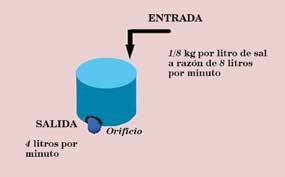 ENTRADA
1/8 kg por litro de sal
a razón de 8 litros
por minuto
SALIDA
Orificio
4 litros por
minuto